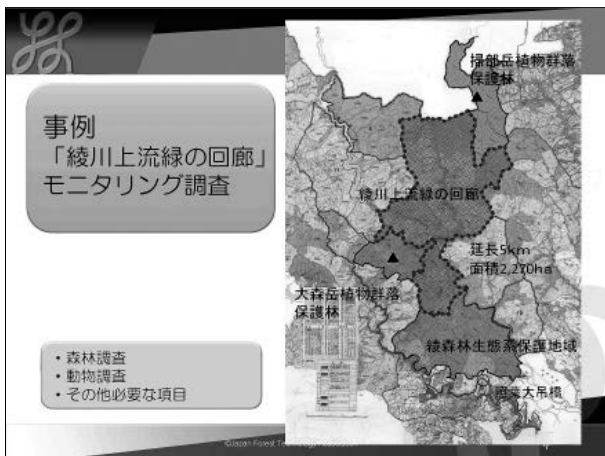 事例
「綾川上流緑の回廊」
モニタリング調査
・森林調査
・動物調査
・その他必要な項目
掃部岳植物群落
保護林
綾川上流緑の回廊
延長5km
面積2,270ha
大森岳植物群落
保護林
綾森林生態系保護地域
大吊橋
©Japan Forest